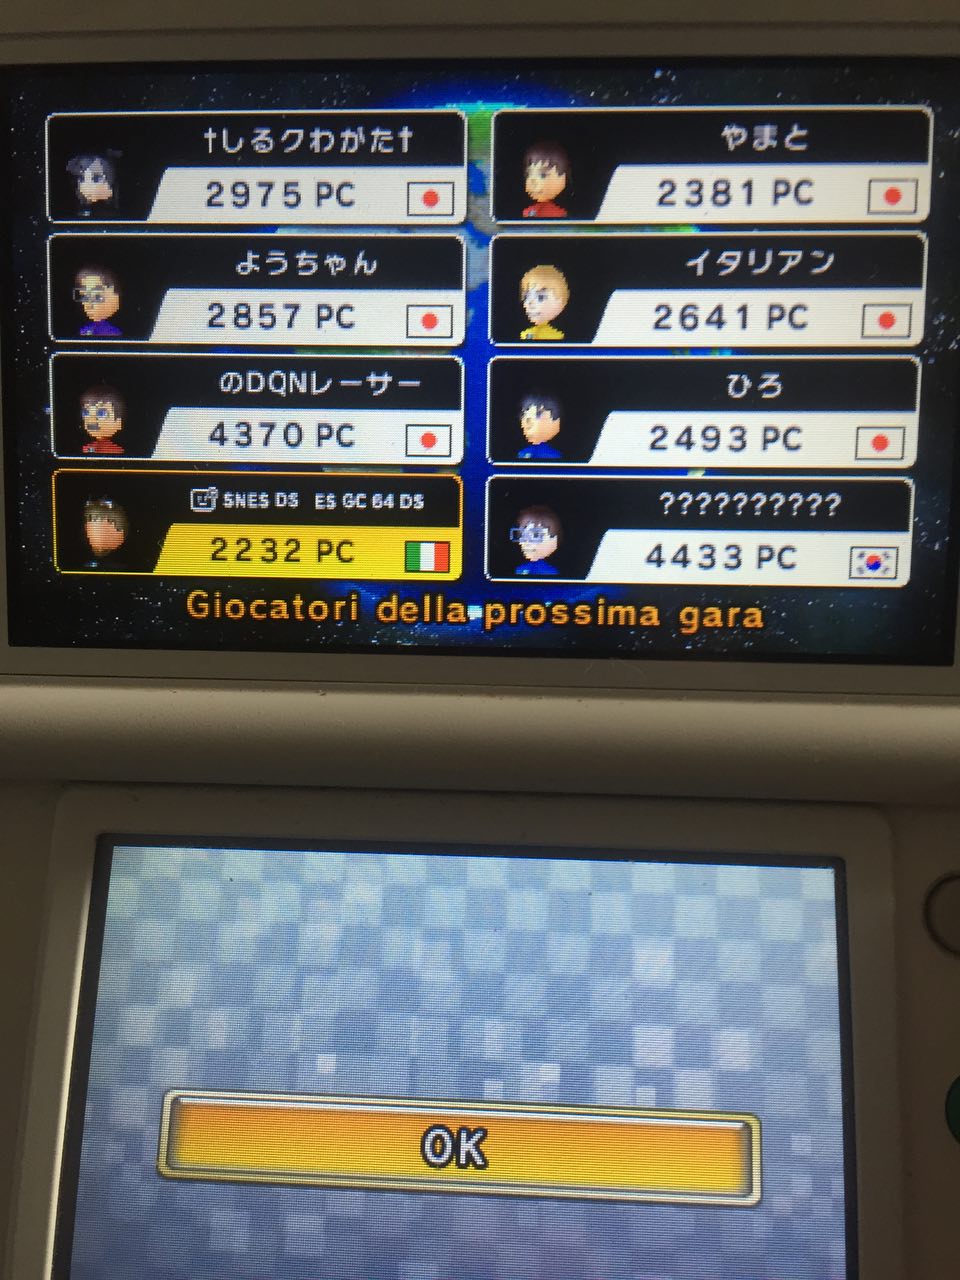 †しるクわがた†
2975 PC
やまと
2381 PC
ようちゃん
2857 PC
イタリアン
2641 PC
のDQNレーサー
4370 PC
ひろ
2493 PC
SNES DS ES GC 64 DS
2232 PC
??????????
4433 PC
Giocatori della prossima gara
OK